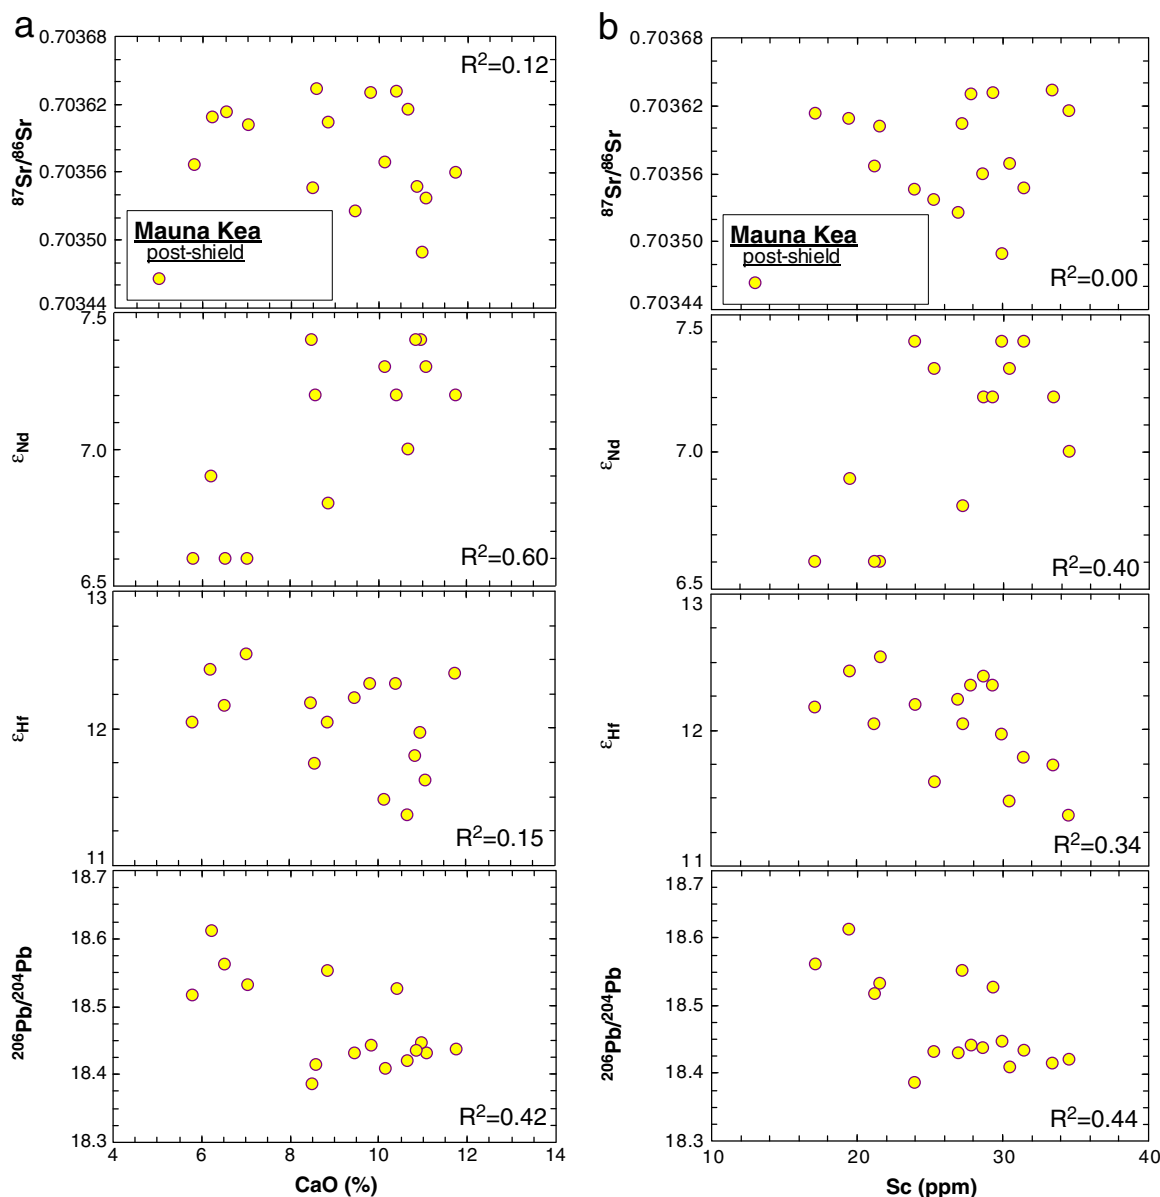 a
0.70368
0.70362
0.70356
0.70350
0.70344
⁸⁷Sr/⁸⁶Sr
R²=0.12
Mauna Kea
post-shield
7.5
7.0
6.5
εNd
R²=0.60
13
12
11
εHf
R²=0.15
18.7
18.6
18.5
18.4
18.3
²⁰⁶Pb/²⁰⁴Pb
R²=0.42
4 6 8 10 12 14
CaO (%)
b
0.70368
0.70362
0.70356
0.70350
0.70344
⁸⁷Sr/⁸⁶Sr
Mauna Kea
post-shield
R²=0.00
7.5
7.0
6.5
εNd
R²=0.40
13
12
11
εHf
R²=0.34
18.7
18.6
18.5
18.4
18.3
²⁰⁶Pb/²⁰⁴Pb
R²=0.44
10 20 30 40
Sc (ppm)